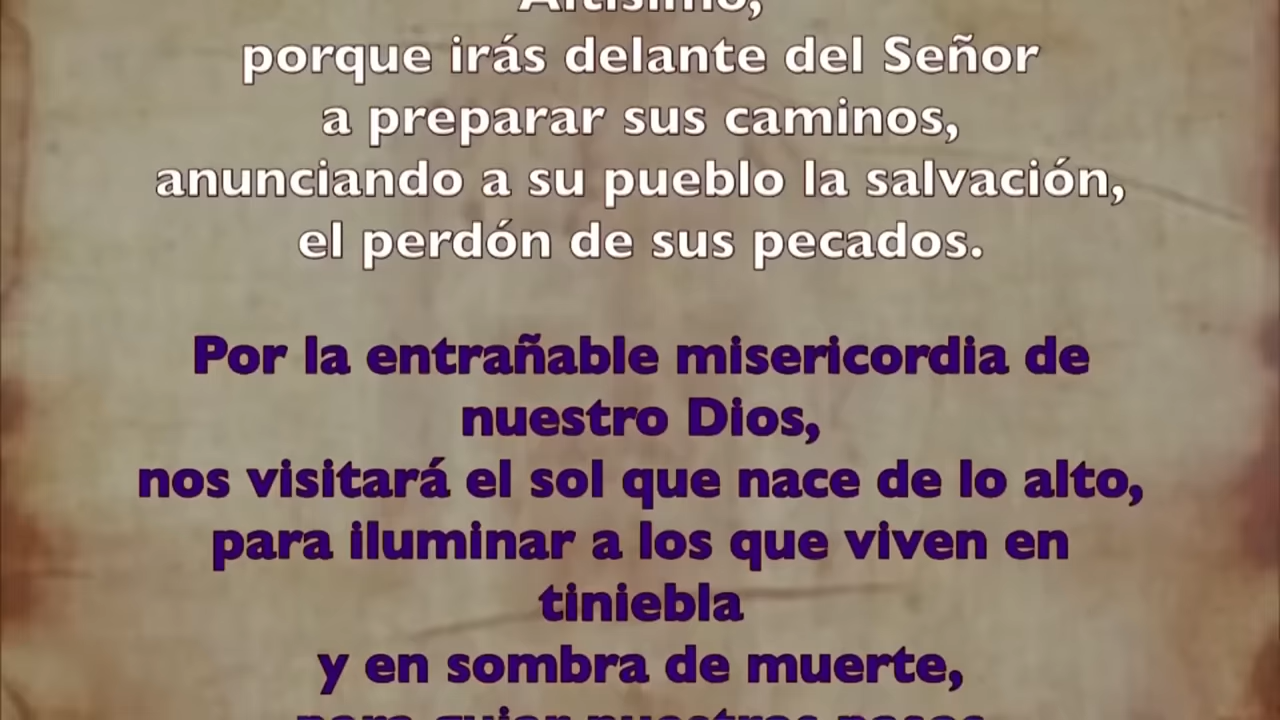 Altísimo,
porque irás delante del Señor
a preparar sus caminos,
anunciando a su pueblo la salvación,
el perdón de sus pecados.
Por la entrañable misericordia de
nuestro Dios,
nos visitará el sol que nace de lo alto,
para iluminar a los que viven en
tiniebla
y en sombra de muerte,
para guiar nuestros pasos